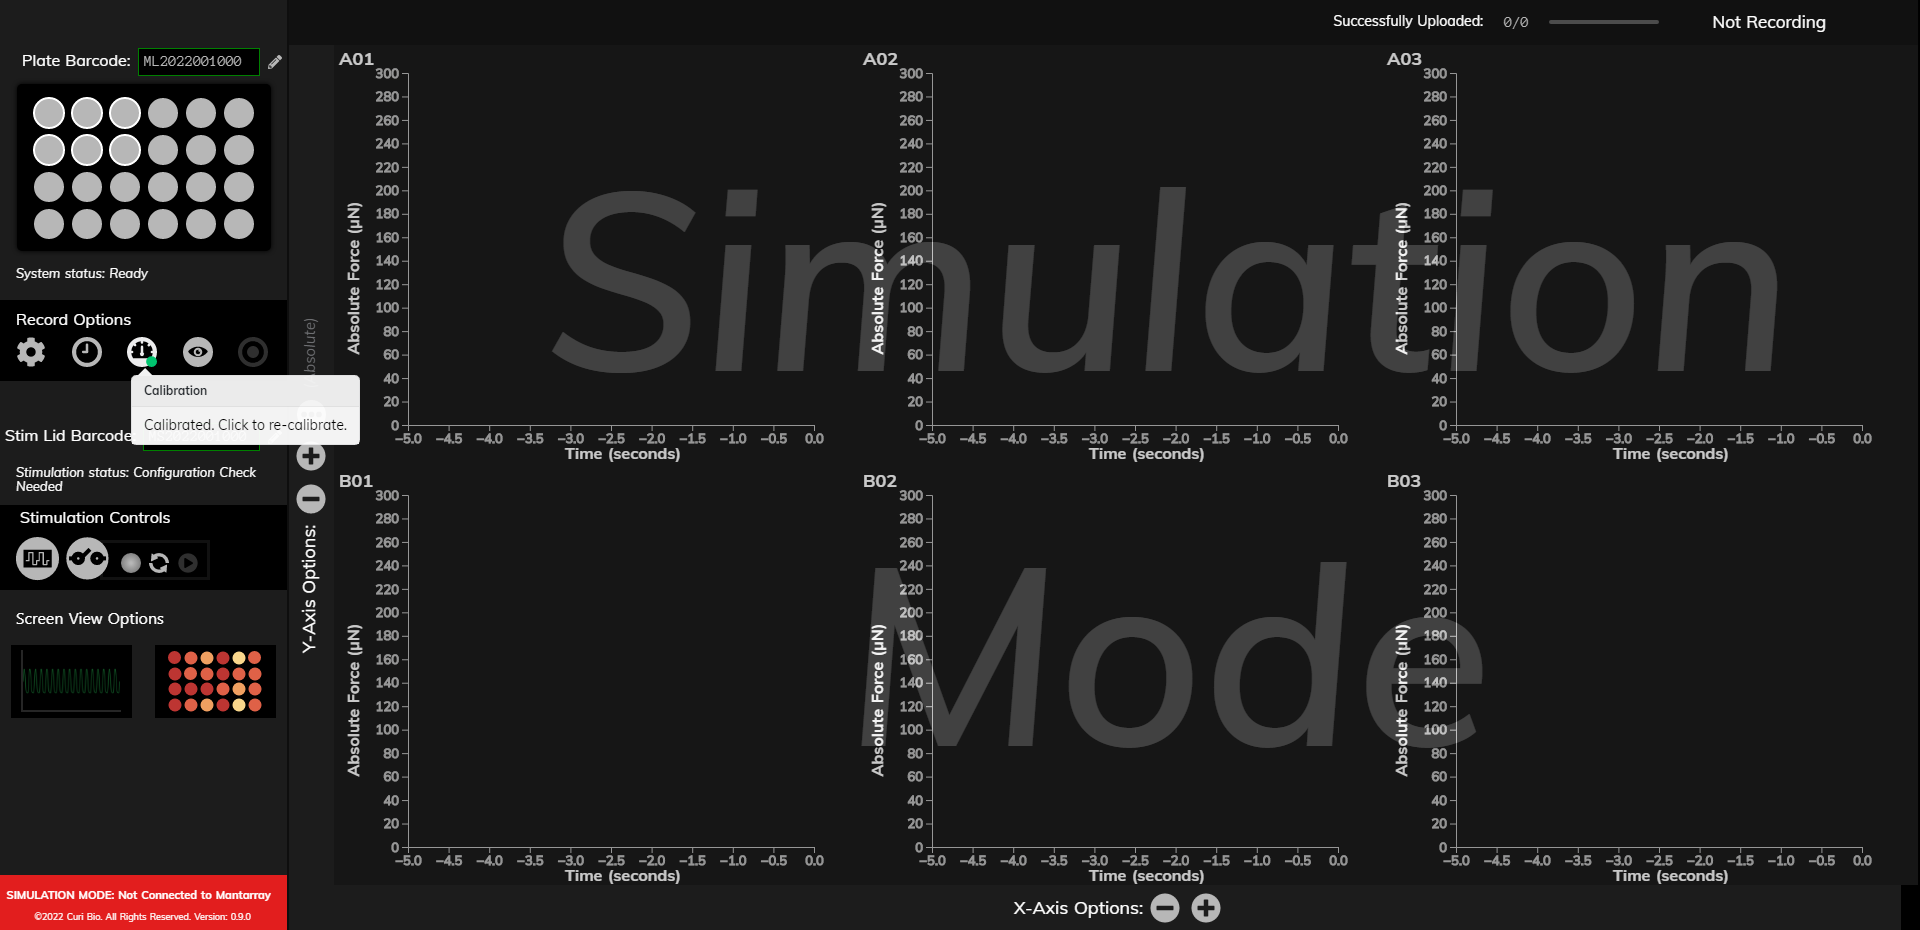 Successfully Uploaded: 0/0
Not Recording
Plate Barcode: ML2022001000
System status: Ready
Record Options
Calibration
Calibrated. Click to re-calibrate.
Stim Lid Barcode
Stimulation status: Configuration Check
Needed
Stimulation Controls
Screen View Options
SIMULATION MODE: Not Connected to Mantarray
©2022 Curi Bio. All Rights Reserved. Version: 0.9.0
Absolute)
Y-Axis Options:
Simulation
Mode
A01
300
280
260
240
220
200
180
160
140
120
100
80
60
40
20
0
Absolute Force (µN)
−5.0 −4.5 −4.0 −3.5 −3.0 −2.5 −2.0 −1.5 −1.0 −0.5 0.0
Time (seconds)
A02
300
280
260
240
220
200
180
160
140
120
100
80
60
40
20
0
Absolute Force (µN)
−5.0 −4.5 −4.0 −3.5 −3.0 −2.5 −2.0 −1.5 −1.0 −0.5 0.0
Time (seconds)
A03
300
280
260
240
220
200
180
160
140
120
100
80
60
40
20
0
Absolute Force (µN)
−5.0 −4.5 −4.0 −3.5 −3.0 −2.5 −2.0 −1.5 −1.0 −0.5 0.0
Time (seconds)
B01
300
280
260
240
220
200
180
160
140
120
100
80
60
40
20
0
Absolute Force (µN)
−5.0 −4.5 −4.0 −3.5 −3.0 −2.5 −2.0 −1.5 −1.0 −0.5 0.0
Time (seconds)
B02
300
280
260
240
220
200
180
160
140
120
100
80
60
40
20
0
Absolute Force (µN)
−5.0 −4.5 −4.0 −3.5 −3.0 −2.5 −2.0 −1.5 −1.0 −0.5 0.0
Time (seconds)
B03
300
280
260
240
220
200
180
160
140
120
100
80
60
40
20
0
Absolute Force (µN)
−5.0 −4.5 −4.0 −3.5 −3.0 −2.5 −2.0 −1.5 −1.0 −0.5 0.0
Time (seconds)
X-Axis Options: